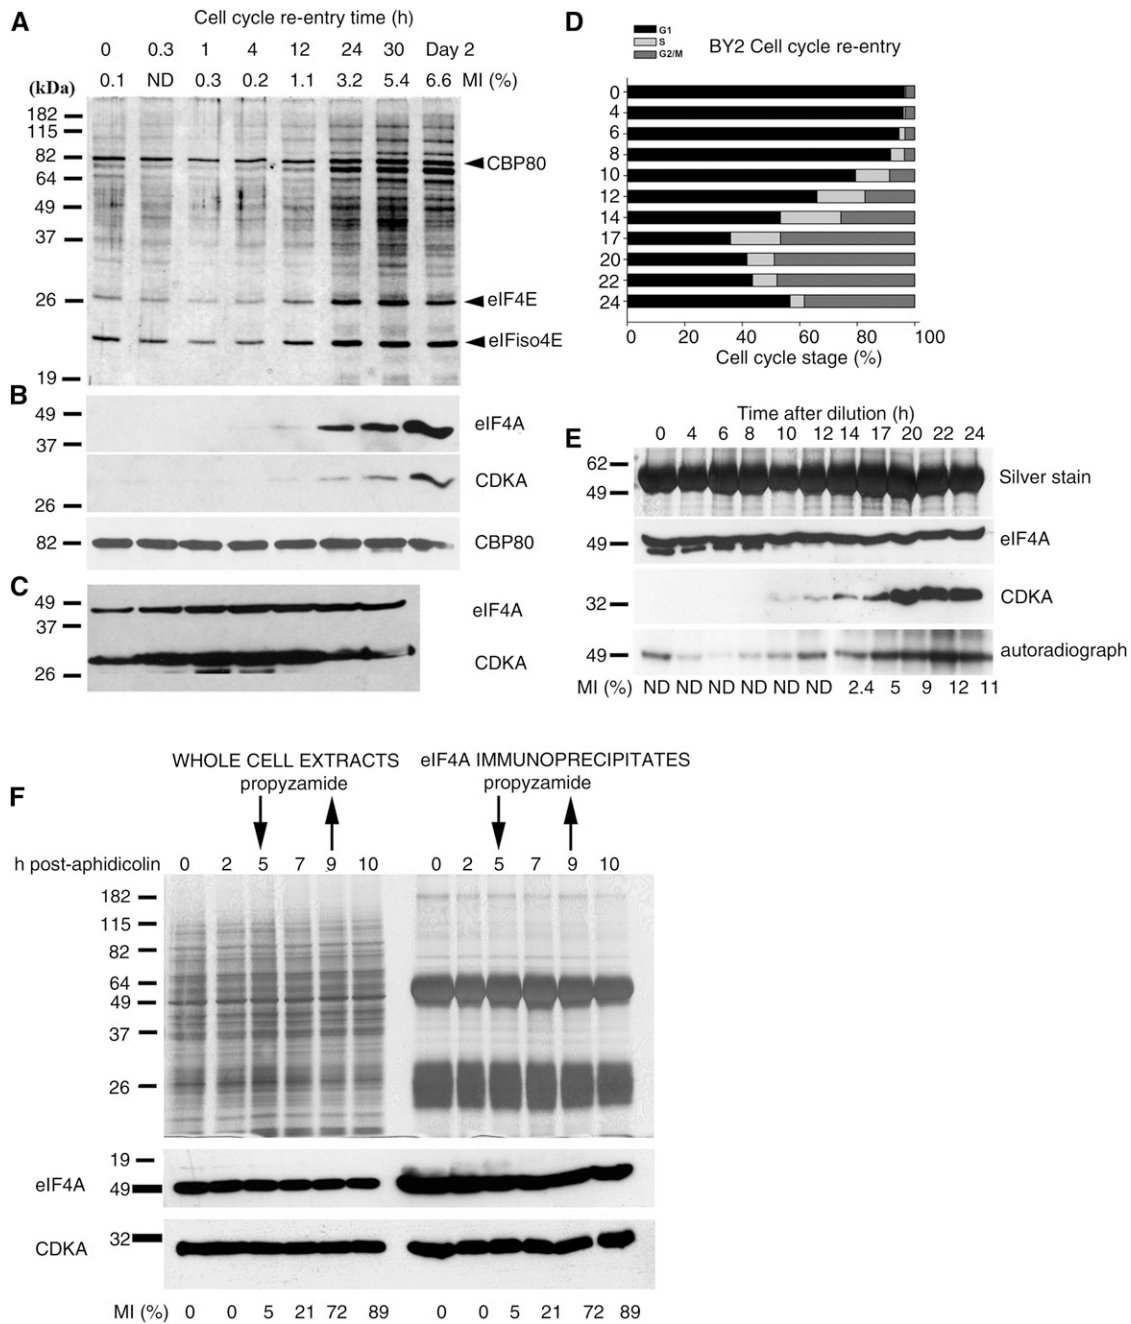 A
Cell cycle re-entry time (h)
0 0.3 1 4 12 24 30 Day 2
(kDa) 0.1 ND 0.3 0.2 1.1 3.2 5.4 6.6 MI (%)
182
115
82
CBP80
64
49
37
26
eIF4E
eIFiso4E
19
B
49
eIF4A
37
CDKA
26
82
CBP80
C
49
eIF4A
37
CDKA
26
D
G1
S
G2/M
BY2 Cell cycle re-entry
0
4
6
8
10
12
14
17
20
22
24
0 20 40 60 80 100
Cell cycle stage (%)
E
Time after dilution (h)
0 4 6 8 10 12 14 17 20 22 24
62
Silver stain
49
eIF4A
49
CDKA
32
autoradiograph
49
MI (%) ND ND ND ND ND ND 2.4 5 9 12 11
F
WHOLE CELL EXTRACTS eIF4A IMMUNOPRECIPITATES
propyzamide propyzamide
h post-aphidicolin 0 2 5 7 9 10 0 2 5 7 9 10
182
115
82
64
49
37
26
19
eIF4A 49
32
CDKA
MI (%) 0 0 5 21 72 89 0 0 5 21 72 89